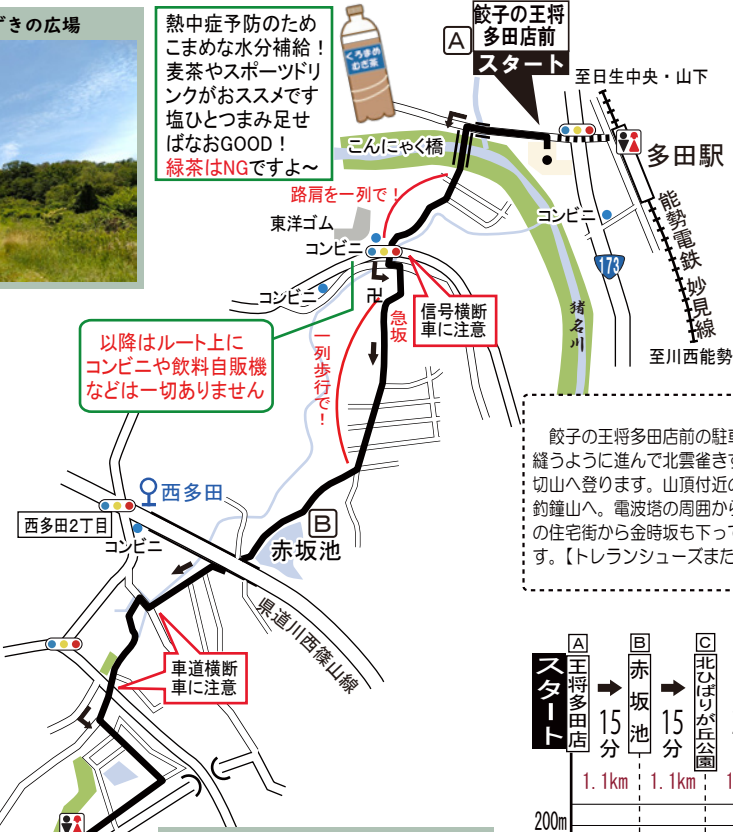 ずきの広場
熱中症予防のため
こまめな水分補給！
麦茶やスポーツドリ
ンクがおススメです
塩ひとつまみ足せ
ばなおGOOD！
緑茶はNGですよ～
くろまめ
むぎ茶
A
餃子の王将
多田店前
スタート
至日生中央・山下
こんにゃく橋
多田駅
路肩を一列で！
東洋ゴム
コンビニ
コンビニ
173
能勢電鉄 妙見線
コンビニ
卍
急坂
信号横断
車に注意
猪名川
至川西能勢
以降はルート上に
コンビニや飲料自販機
などは一切ありません
一列歩行で！
餃子の王将多田店前の駐車
縫うように進んで北雲雀きず
切山へ登ります。山頂付近の
釣鐘山へ。電波塔の周囲から
の住宅街から金時坂も下って
す。【トレランシューズまた
西多田
西多田2丁目
コンビニ
B
赤坂池
県道川西篠山線
車道横断
車に注意
スタート
A
王将多田店
15分
B
赤坂池
15分
C
北ひばりが丘公園
1.1km
1.1km
1
200m